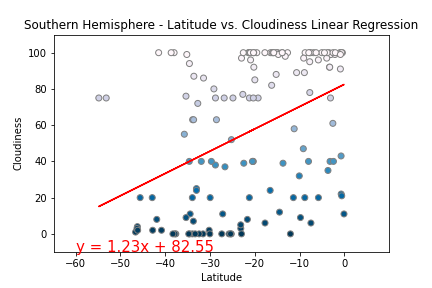 Southern Hemisphere - Latitude vs. Cloudiness Linear Regression
100
80
60
40
20
0
Cloudiness
y = 1.23x + 82.55
−60 −50 −40 −30 −20 −10 0
Latitude